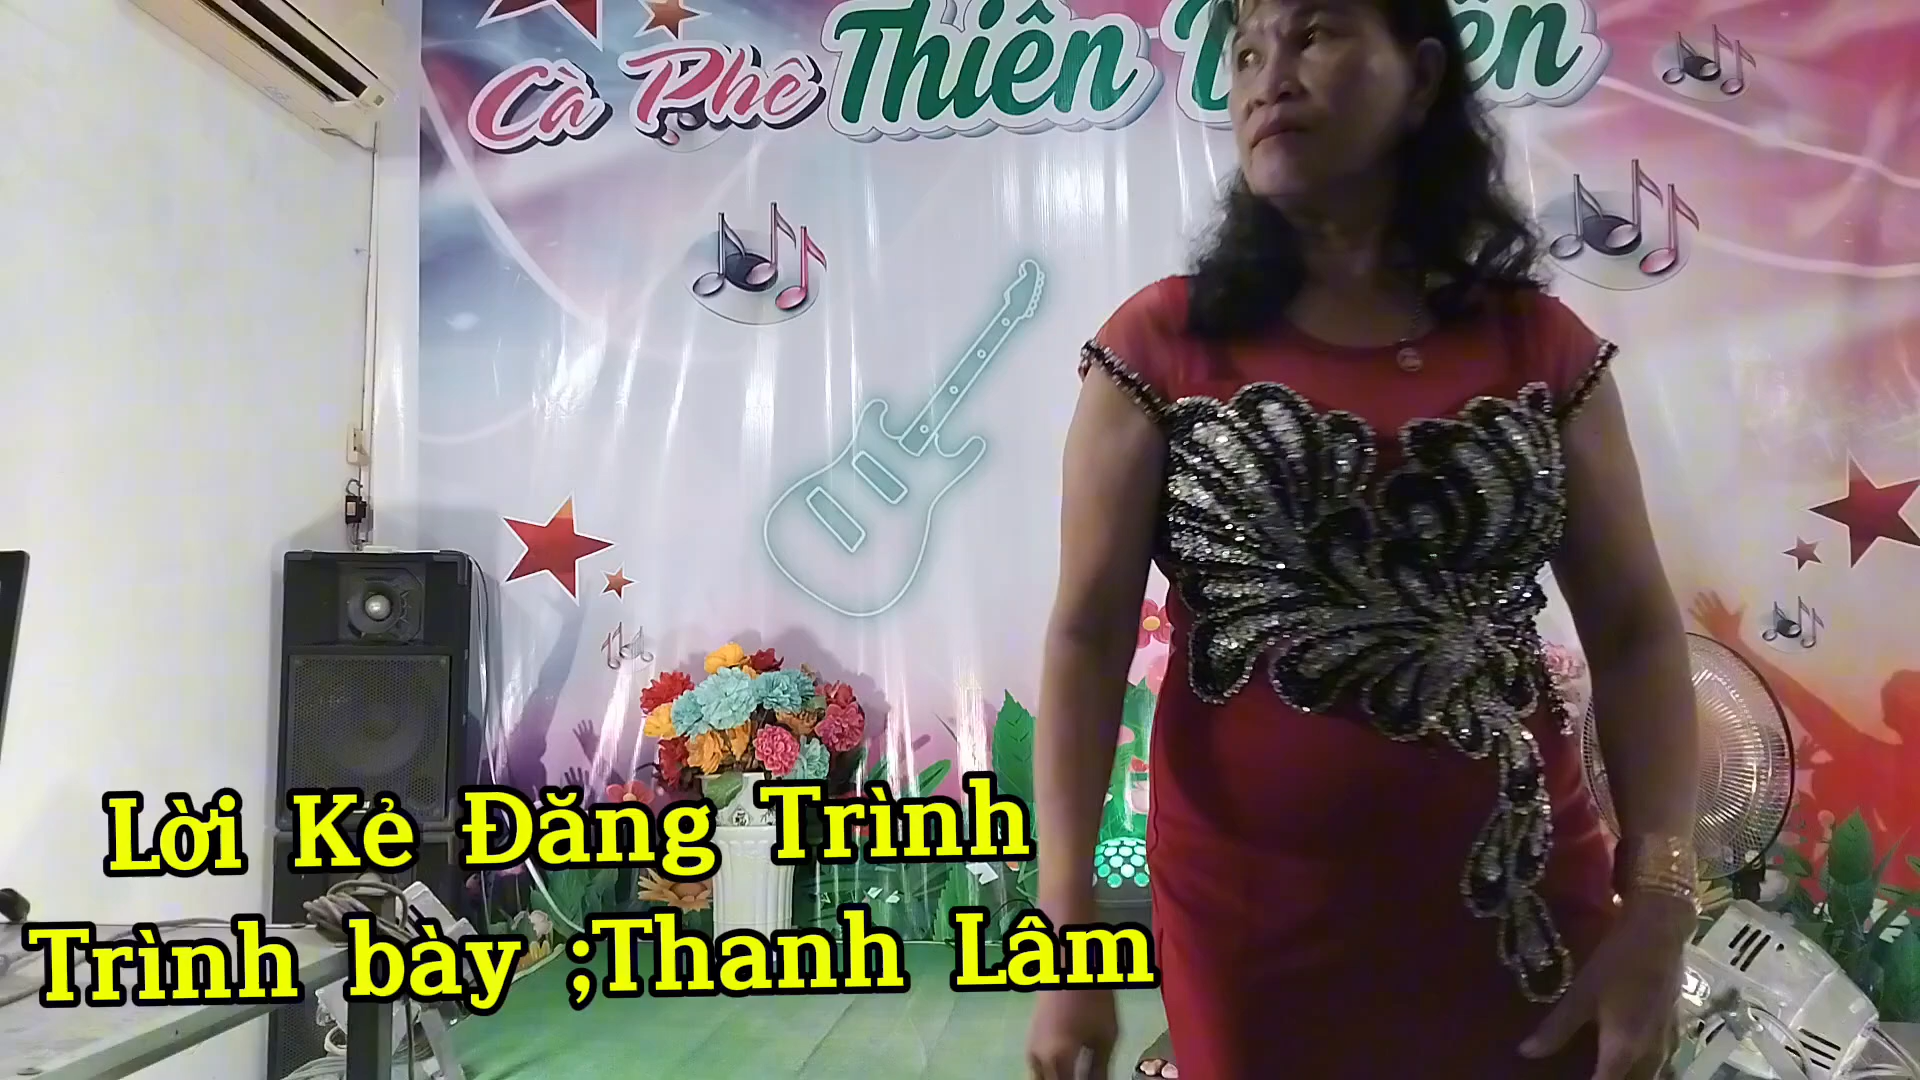 Cà Phê Thiên
Lời Kẻ Đăng Trình
Trình bày ;Thanh Lâm